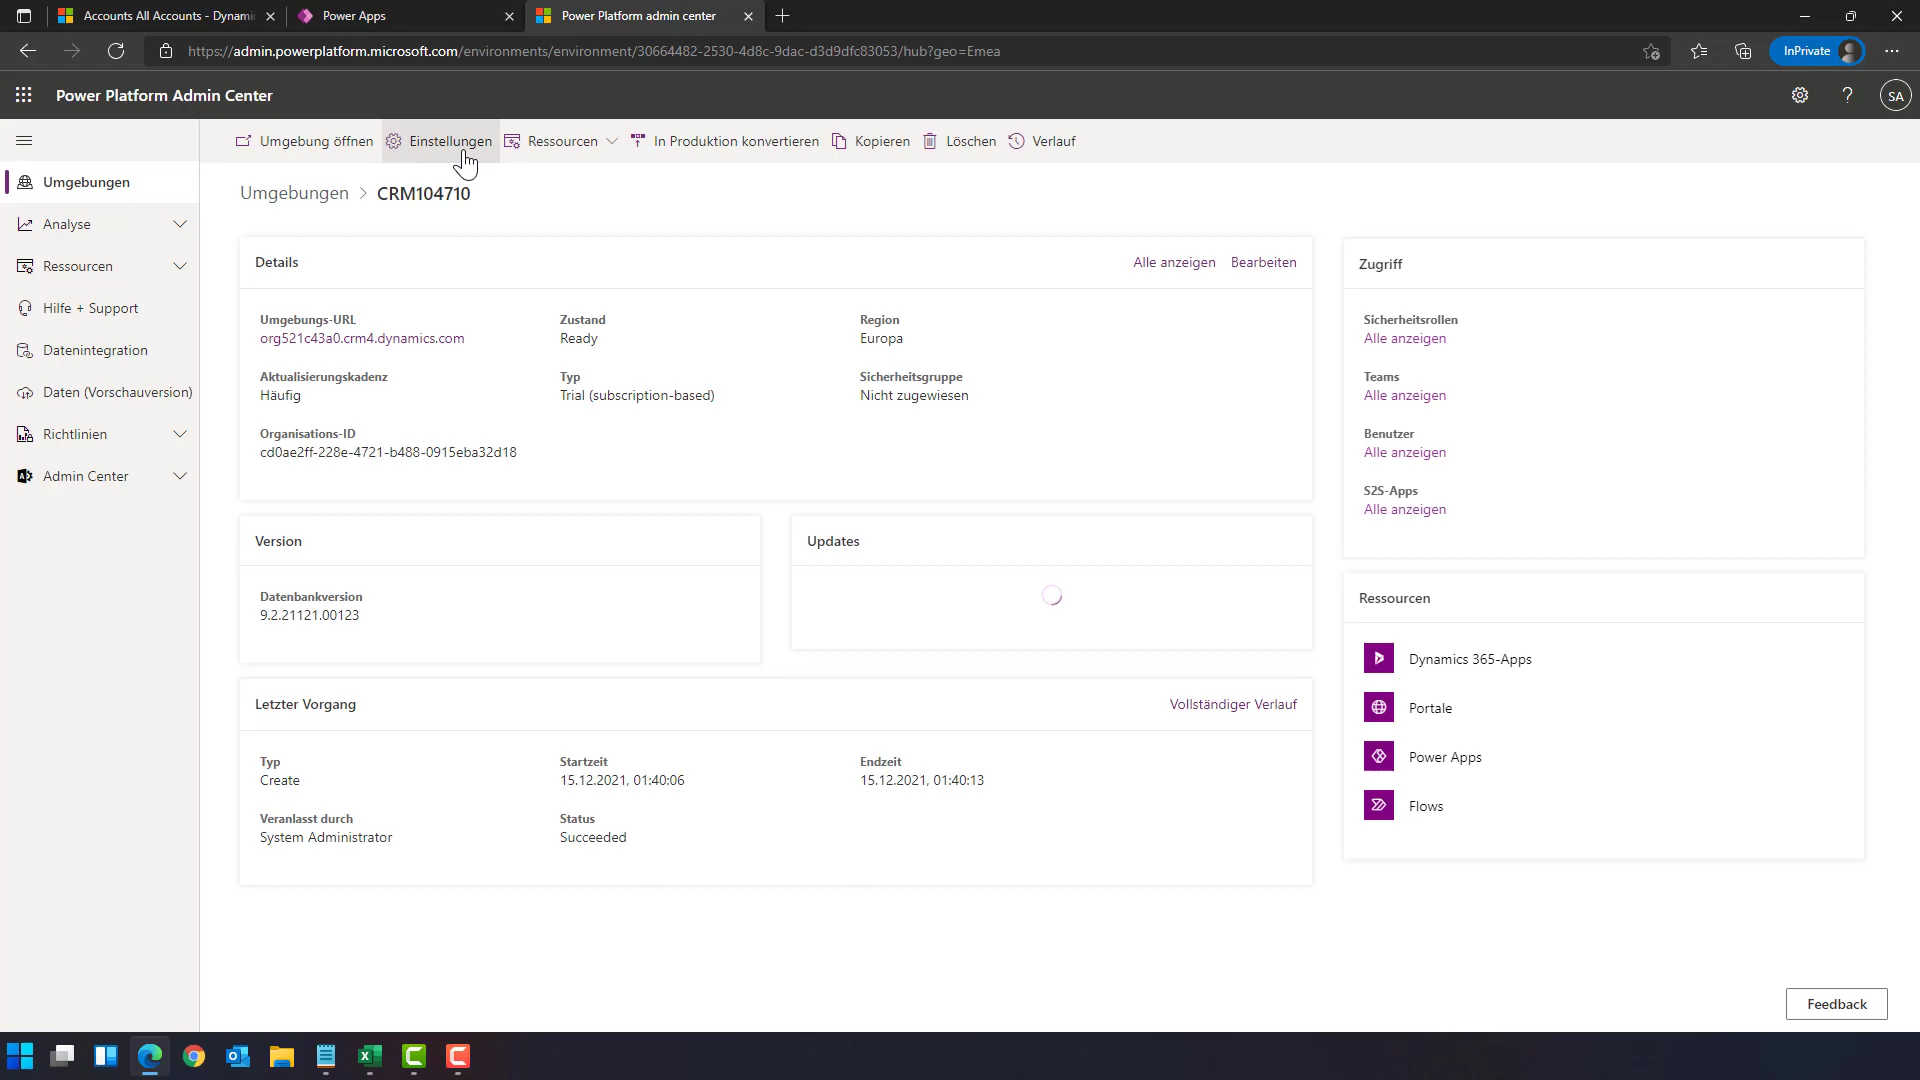 Accounts All Accounts - Dynamic
Power Apps
Power Platform admin center
https://admin.powerplatform.microsoft.com/environments/environment/30664482-2530-4d8c-9dac-d3d9dfc83053/hub?geo=Emea
InPrivate
Power Platform Admin Center
?
SA
Umgebung öffnen
Einstellungen
Ressourcen
In Produktion konvertieren
Kopieren
Löschen
Verlauf
Umgebungen
Analyse
Ressourcen
Hilfe + Support
Datenintegration
Daten (Vorschauversion)
Richtlinien
Admin Center
Umgebungen > CRM104710
Details
Alle anzeigen
Bearbeiten
Umgebungs-URL
org521c43a0.crm4.dynamics.com
Zustand
Ready
Region
Europa
Aktualisierungskadenz
Häufig
Typ
Trial (subscription-based)
Sicherheitsgruppe
Nicht zugewiesen
Organisations-ID
cd0ae2ff-228e-4721-b488-0915eba32d18
Version
Datenbankversion
9.2.21121.00123
Updates
Letzter Vorgang
Vollständiger Verlauf
Typ
Create
Startzeit
15.12.2021, 01:40:06
Endzeit
15.12.2021, 01:40:13
Veranlasst durch
System Administrator
Status
Succeeded
Zugriff
Sicherheitsrollen
Alle anzeigen
Teams
Alle anzeigen
Benutzer
Alle anzeigen
S2S-Apps
Alle anzeigen
Ressourcen
Dynamics 365-Apps
Portale
Power Apps
Flows
Feedback